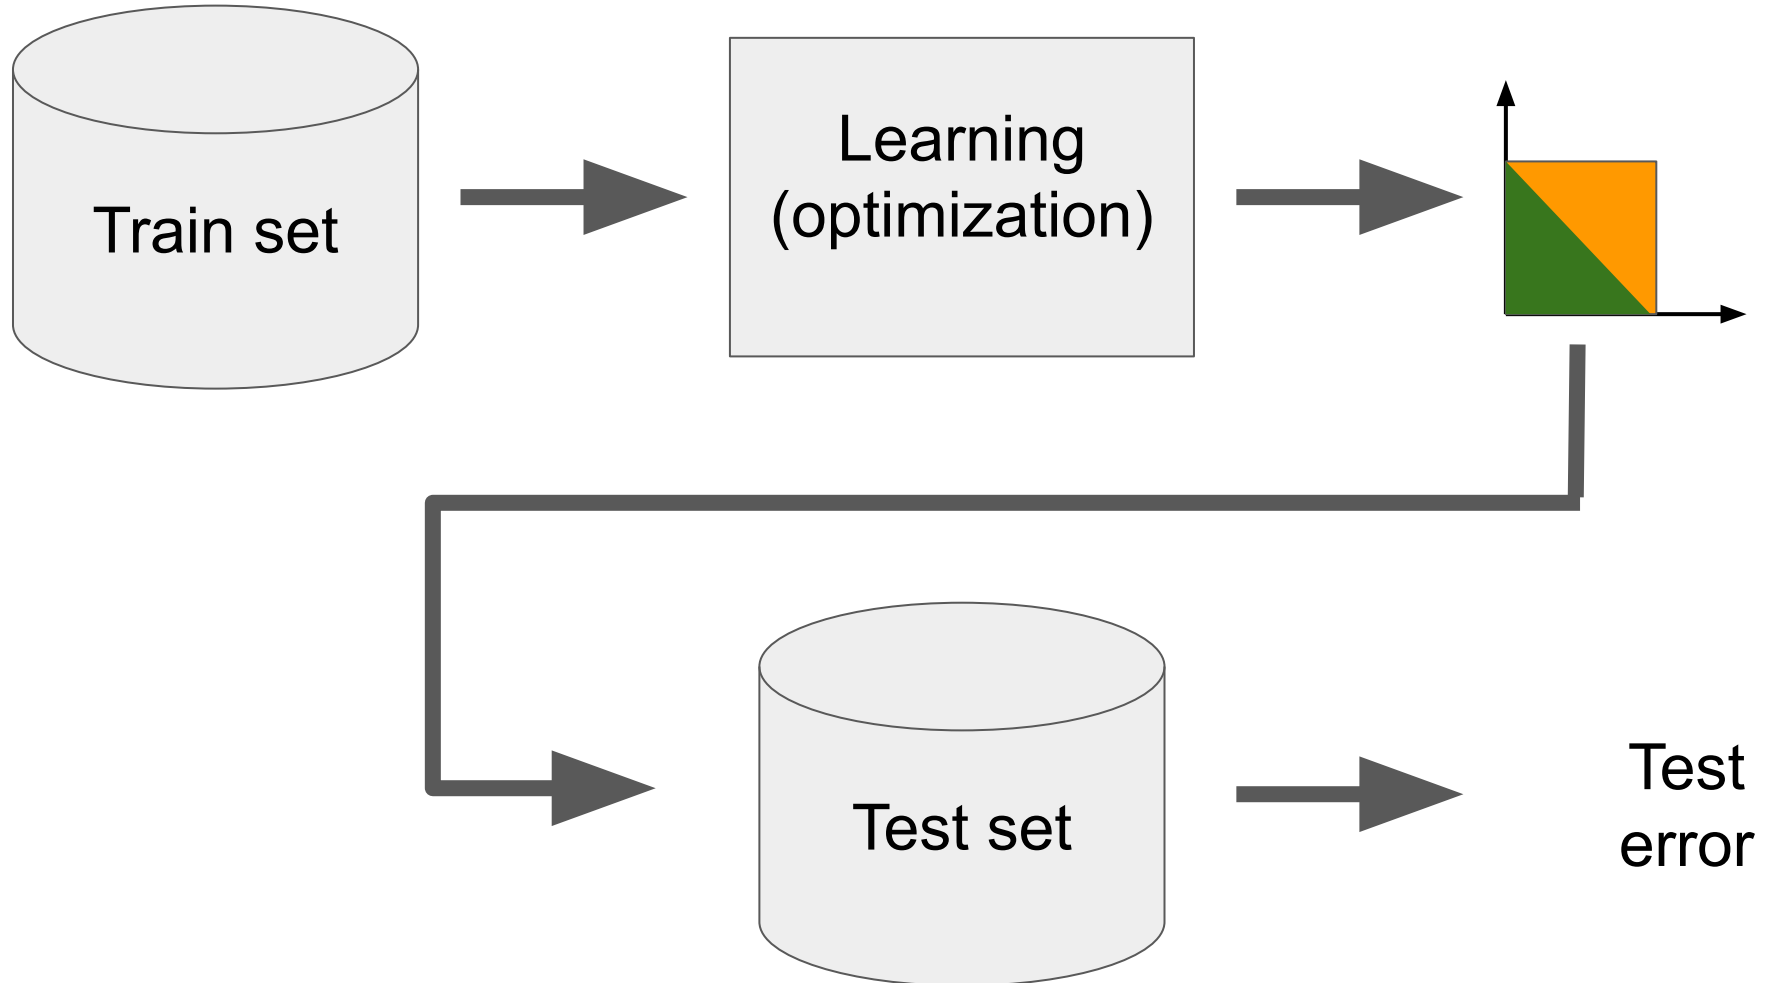 Train set
Learning
(optimization)
Test set
Test
error